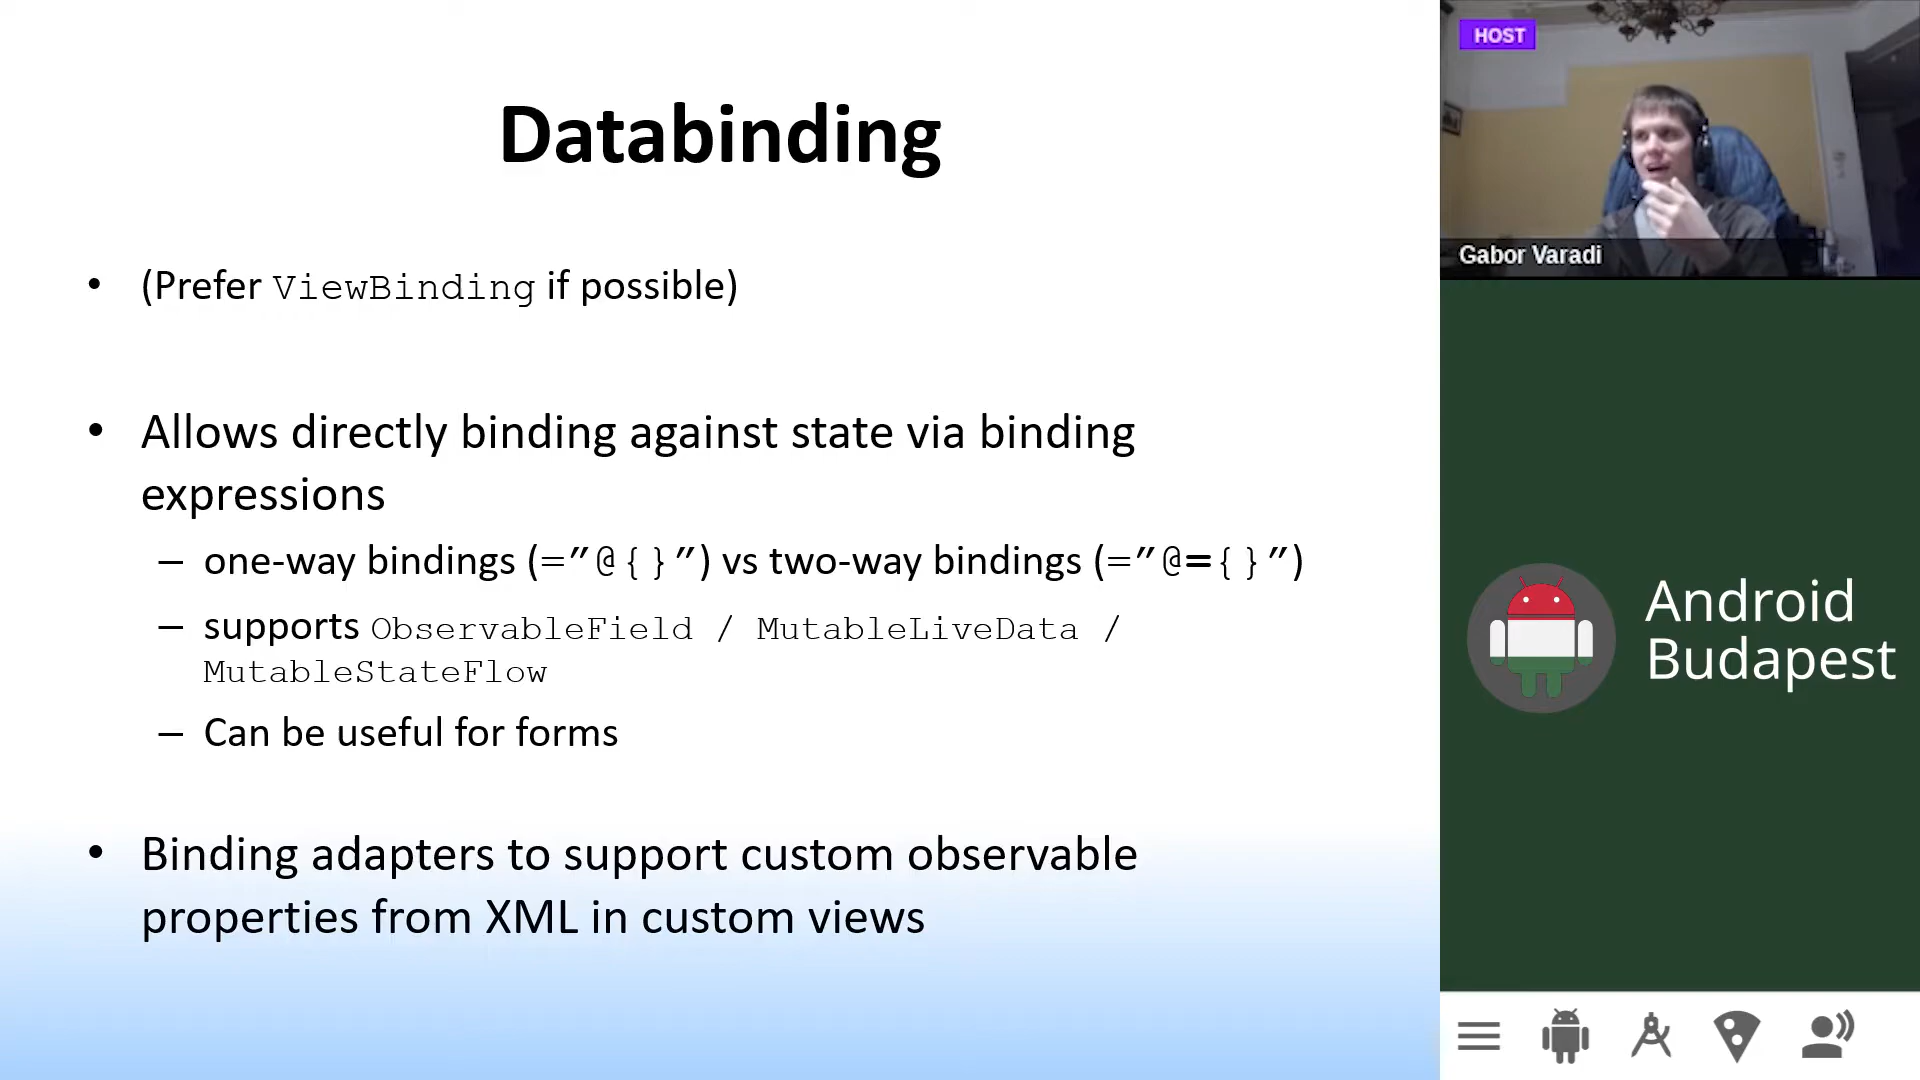 Databinding
• (Prefer ViewBinding if possible)
• Allows directly binding against state via binding
expressions
– one-way bindings (=”@{}”) vs two-way bindings (=”@={}”)
– supports ObservableField / MutableLiveData /
MutableStateFlow
– Can be useful for forms
• Binding adapters to support custom observable
properties from XML in custom views
HOST
Gabor Varadi
Android
Budapest